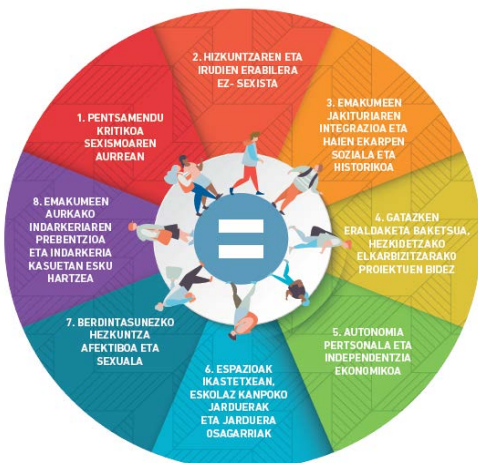 1. PENTSAMENDU
KRITIKOA
SEXISMOAREN
AURREAN
2. HIZKUNTZAREN ETA
IRUDIEN ERABILERA
EZ- SEXISTA
3. EMAKUMEEN
JAKITURIAREN
INTEGRAZIOA ETA
HAIEN EKARPEN
SOZIALA ETA
HISTORIKOA
4. GATAZKEN
ERALDAKETA BAKETSUA,
HEZKIDETZAKO
ELKARBIZITZARAKO
PROIEKTUEN BIDEZ
5. AUTONOMIA
PERTSONALA ETA
INDEPENDENTZIA
EKONOMIKOA
6. ESPAZIOAK
IKASTETXEAN,
ESKOLAZ KANPOKO
JARDUERAK
ETA JARDUERA
OSAGARRIAK
7. BERDINTASUNEZKO
HEZKUNTZA
AFEKTIBOA ETA
SEXUALA
8. EMAKUMEEN
AURKAKO
INDARKERIAREN
PREBENTZIOA
ETA INDARKERIA
KASUETAN ESKU
HARTZEA
=